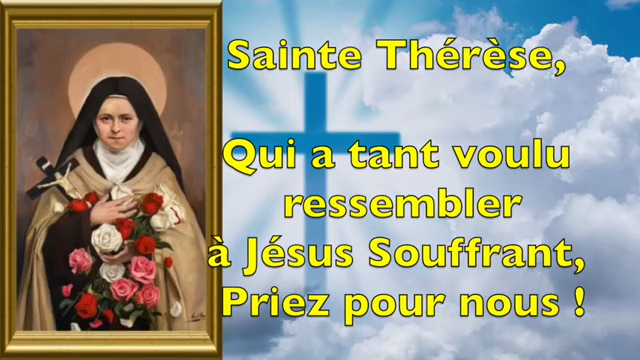 Sainte Thérèse,
Qui a tant voulu
ressembler
à Jésus Souffrant,
Priez pour nous !